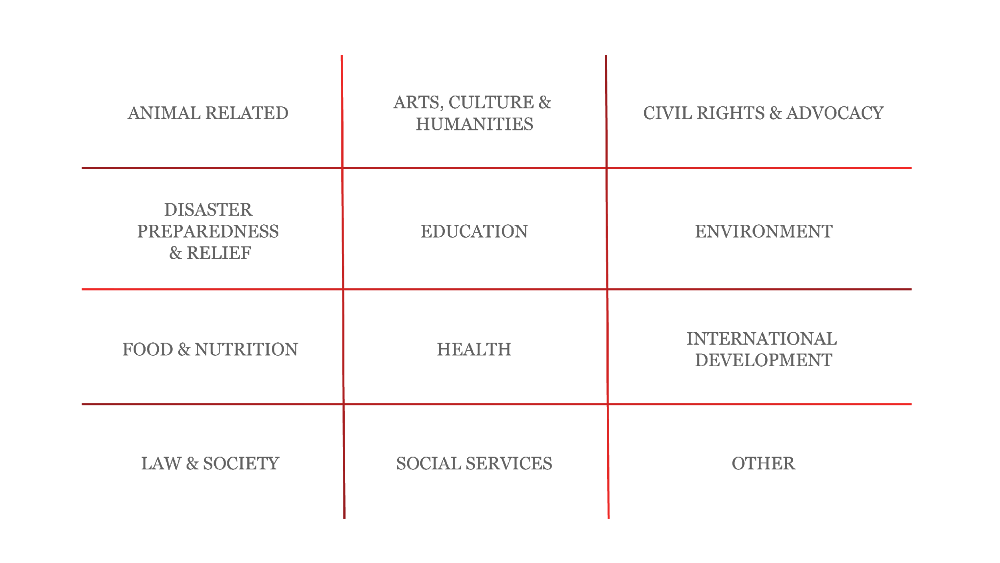 ANIMAL RELATED
ARTS, CULTURE &
HUMANITIES
CIVIL RIGHTS & ADVOCACY
DISASTER
PREPAREDNESS
& RELIEF
EDUCATION
ENVIRONMENT
FOOD & NUTRITION
HEALTH
INTERNATIONAL
DEVELOPMENT
LAW & SOCIETY
SOCIAL SERVICES
OTHER